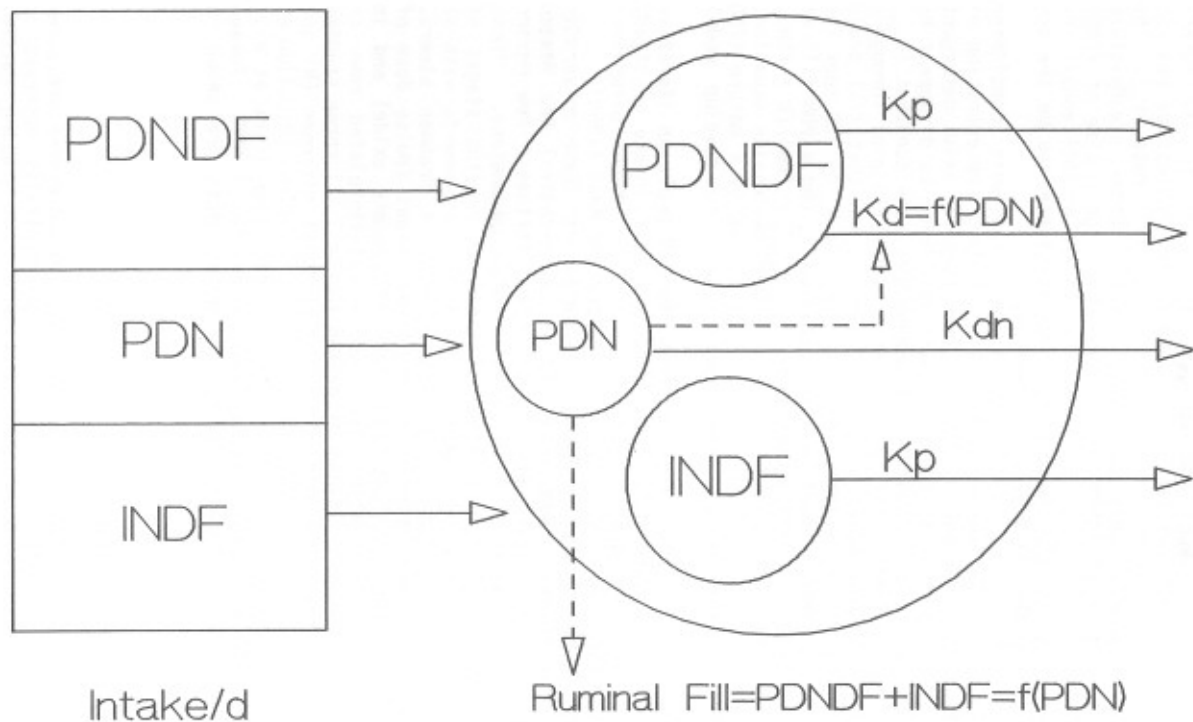 PDNDF
PDN
INDF
Intake/d
PDNDF
Kp
Kd=f(PDN)
PDN
Kdn
INDF
Kp
Ruminal Fill=PDNDF+INDF=f(PDN)